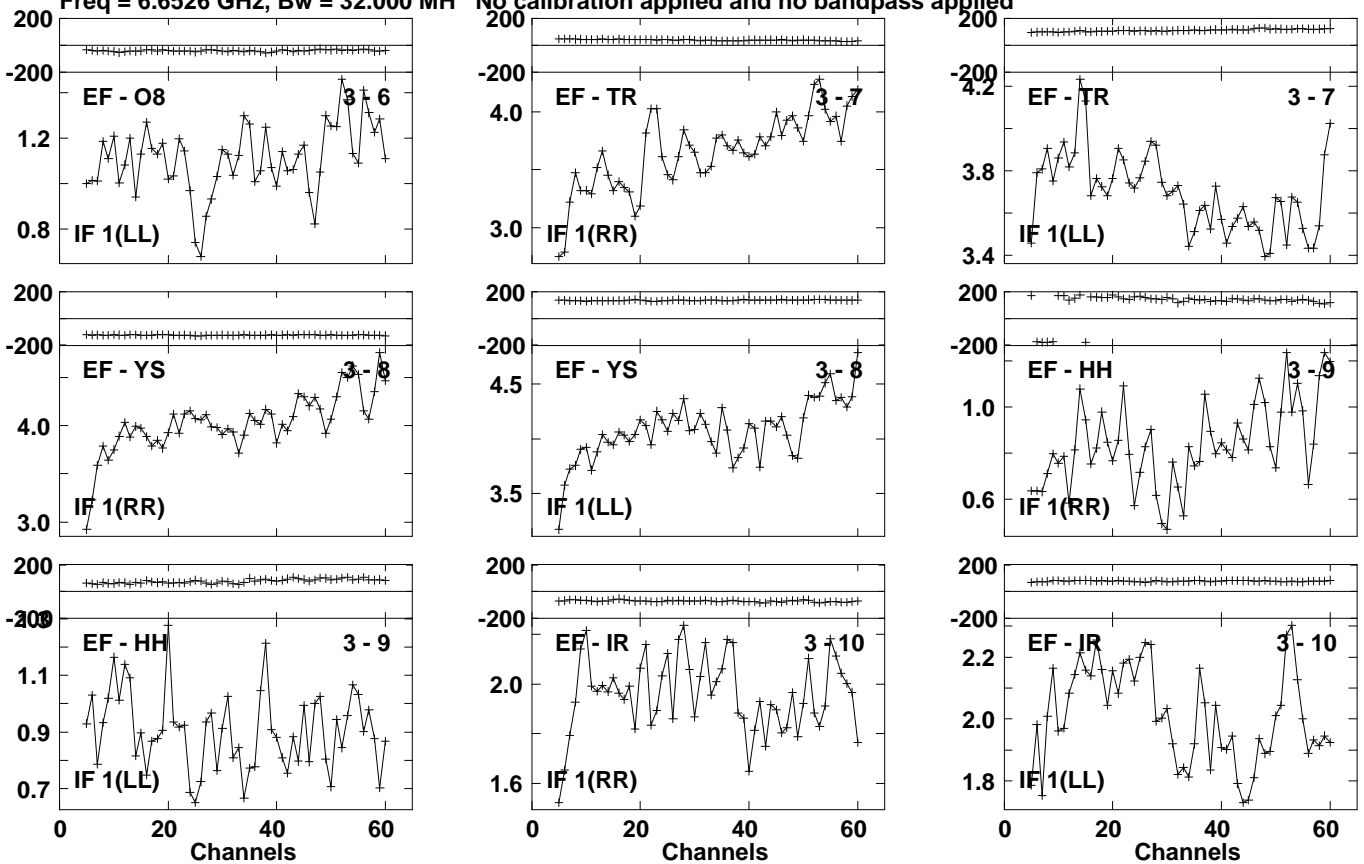 Freq = 6.6526 GHz, Bw = 32.000 MH No calibration applied and no bandpass applied
200
-200
EF - O8
3 - 6
1.2
0.8
IF 1(LL)
200
-200
EF - TR
3 - 7
4.0
3.0
IF 1(RR)
200
-200
4.2
EF - TR
3 - 7
3.8
3.4
IF 1(LL)
200
-200
EF - YS
3 - 8
4.0
3.0
IF 1(RR)
200
-200
EF - YS
3 - 8
4.5
3.5
IF 1(LL)
200
-200
EF - HH
3 - 9
1.0
0.6
IF 1(RR)
200
-200
1.3
EF - HH
3 - 9
1.1
0.9
0.7
IF 1(LL)
0 20 40 60
Channels
200
-200
EF - IR
3 - 10
2.0
1.6
IF 1(RR)
0 20 40 60
Channels
200
-200
EF - IR
3 - 10
2.2
2.0
1.8
IF 1(LL)
0 20 40 60
Channels